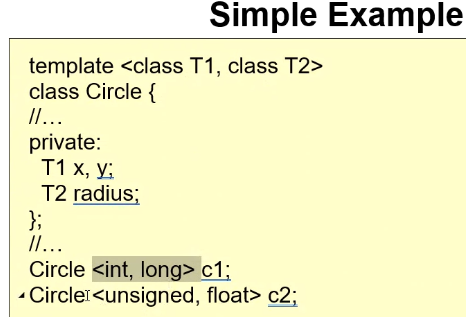 Simple Example
template <class T1, class T2>
class Circle {
//…
private:
T1 x, y;
T2 radius;
};
//…
Circle <int, long> c1;
Circle <unsigned, float> c2;